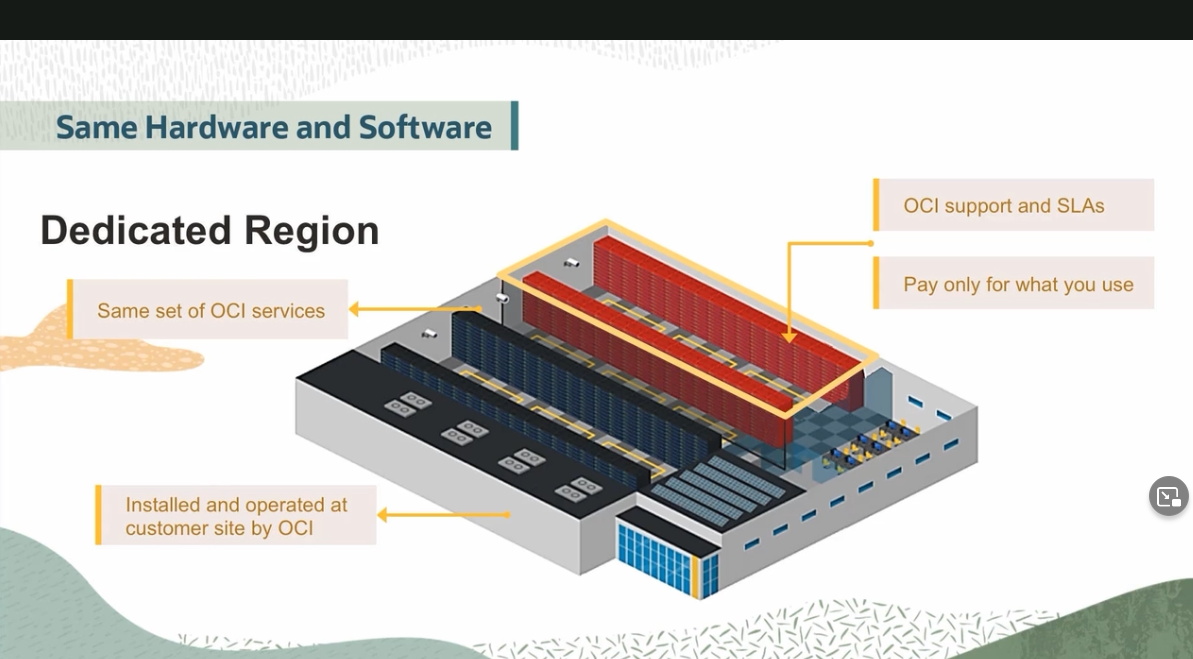 Same Hardware and Software
Dedicated Region
OCI support and SLAs
Pay only for what you use
Same set of OCI services
Installed and operated at
customer site by OCI